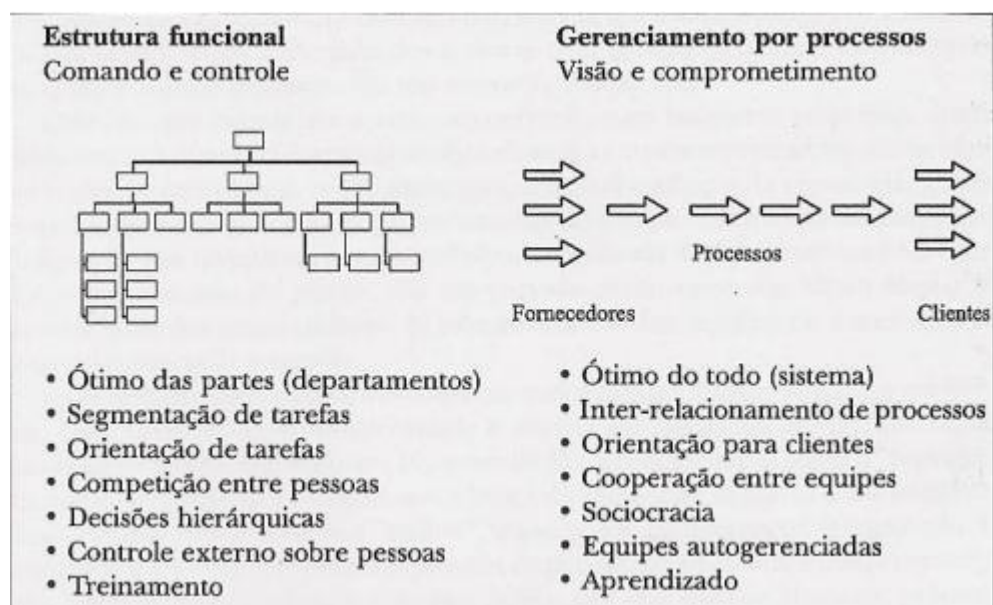 Estrutura funcional
Comando e controle
Gerenciamento por processos
Visão e comprometimento
Processos
Fornecedores
Clientes
• Ótimo das partes (departamentos)
• Segmentação de tarefas
• Orientação de tarefas
• Competição entre pessoas
• Decisões hierárquicas
• Controle externo sobre pessoas
• Treinamento
• Ótimo do todo (sistema)
• Inter-relacionamento de processos
• Orientação para clientes
• Cooperação entre equipes
• Sociocracia
• Equipes autogerenciadas
• Aprendizado